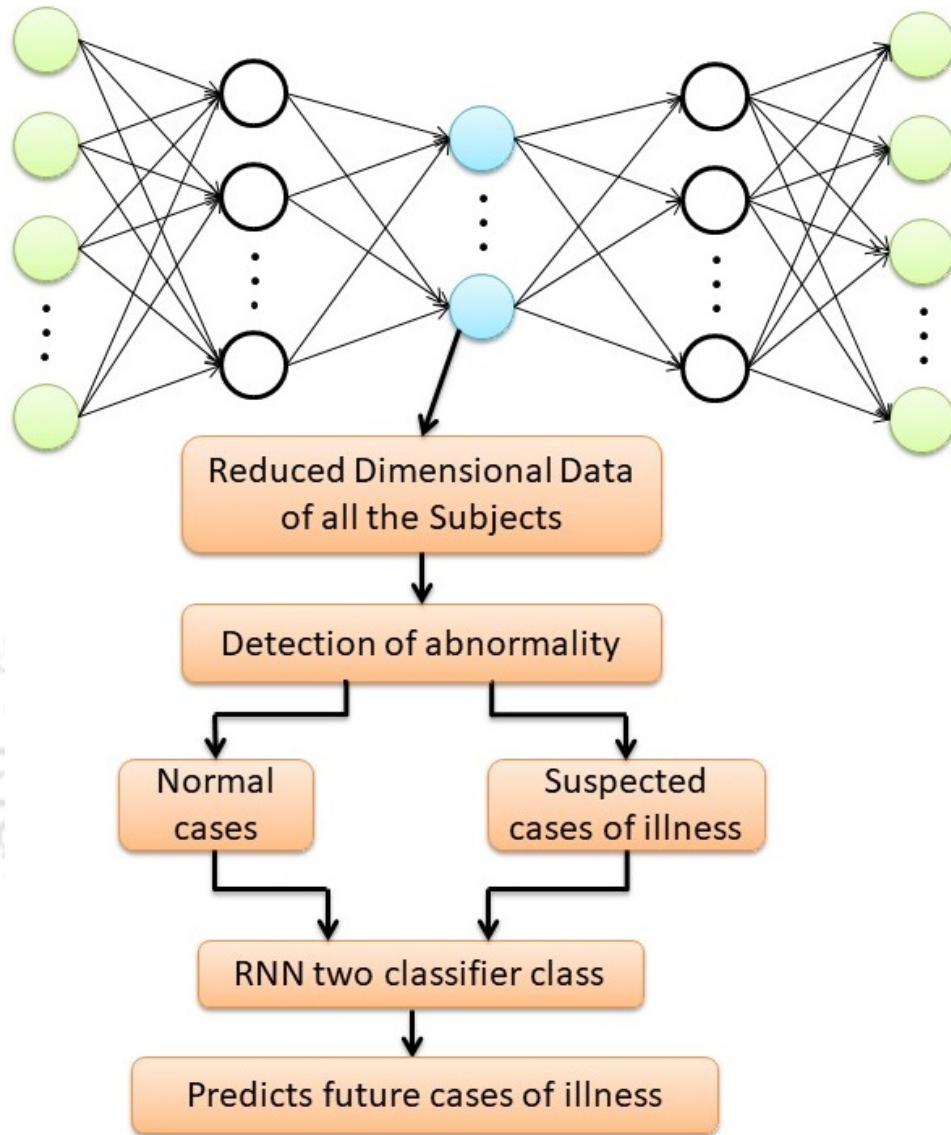 Reduced Dimensional Data
of all the Subjects
Detection of abnormality
Normal
cases
Suspected
cases of illness
RNN two classifier class
Predicts future cases of illness